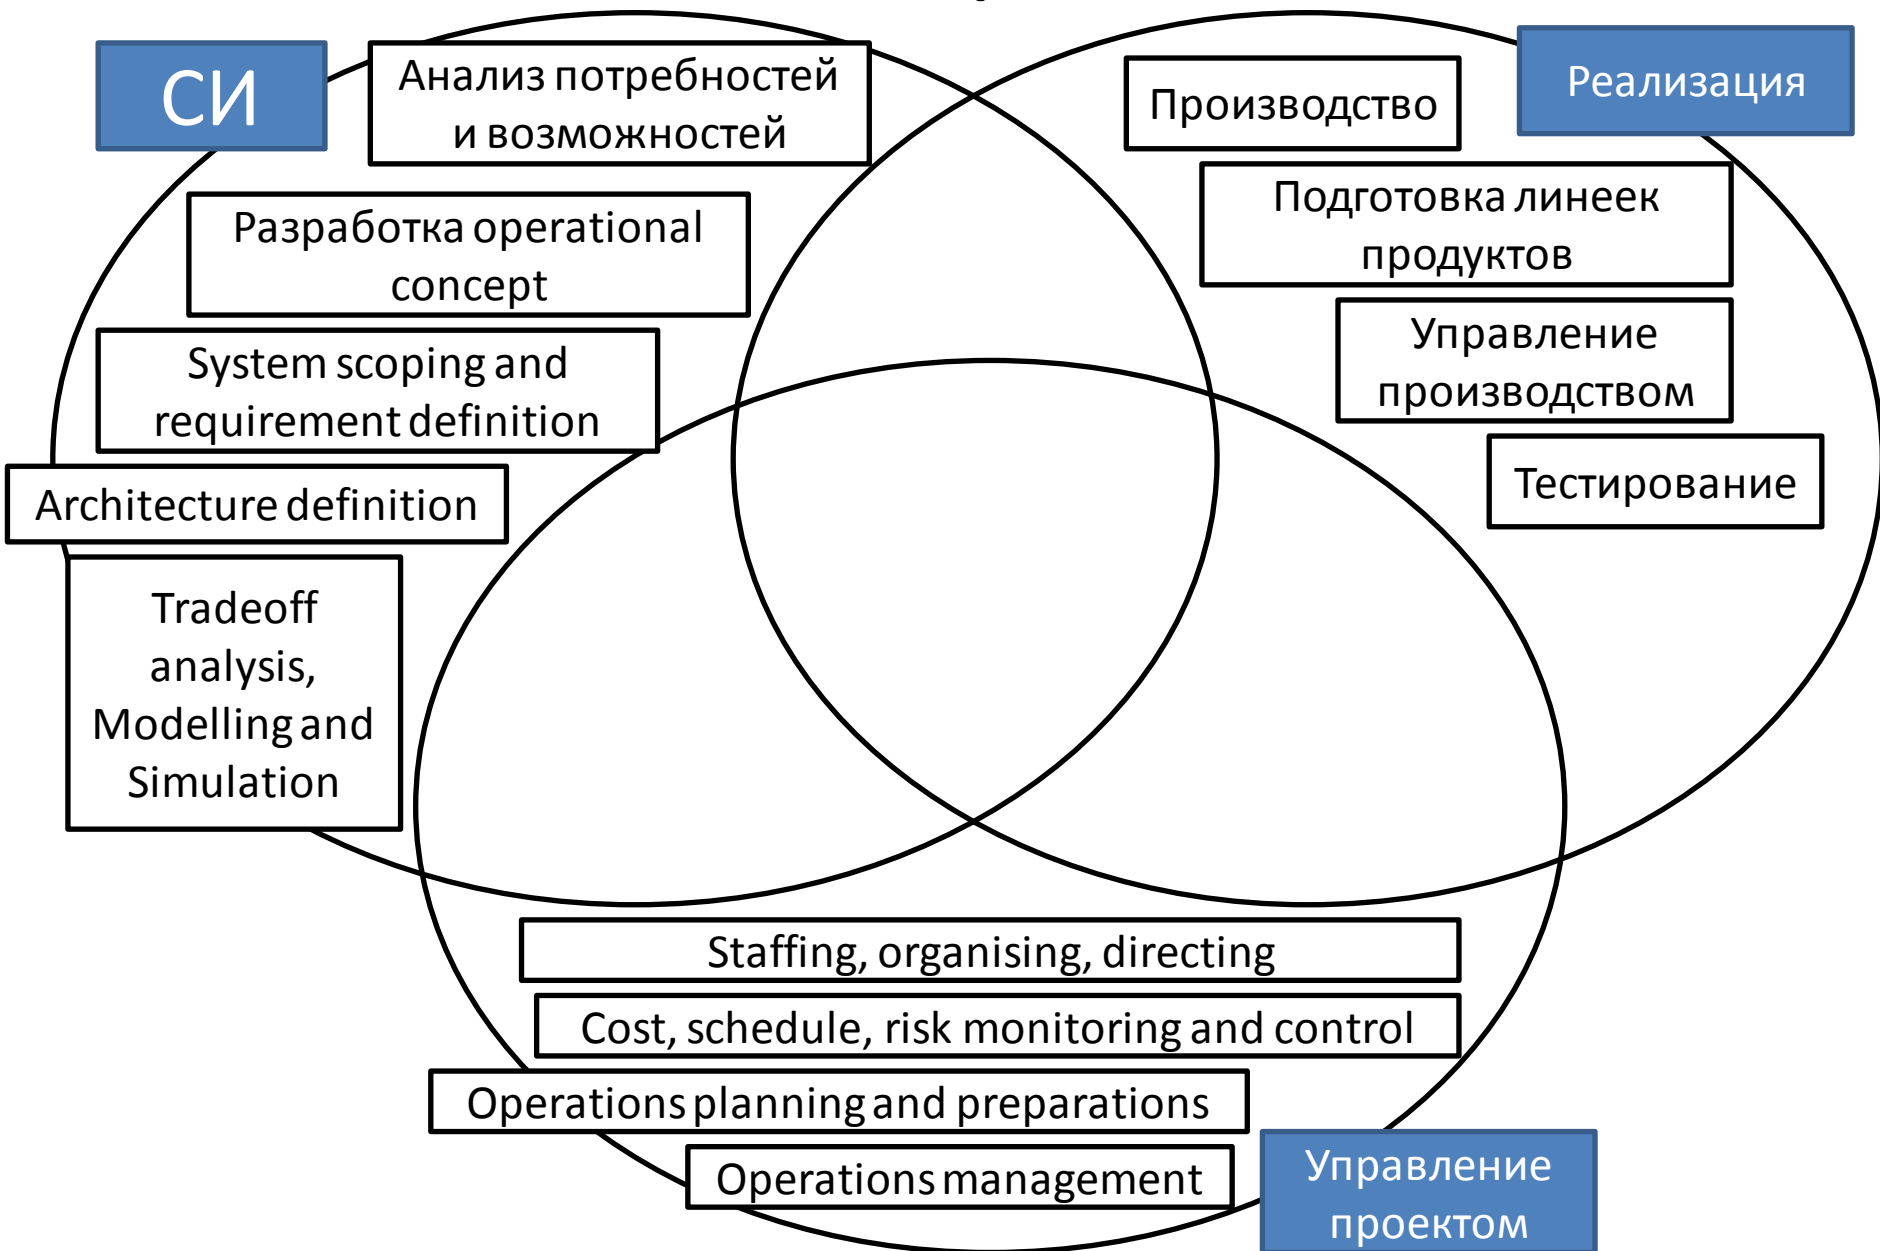 СИ
Анализ потребностей
и возможностей
Разработка operational
concept
System scoping and
requirement definition
Architecture definition
Tradeoff
analysis,
Modelling and
Simulation
Реализация
Производство
Подготовка линеек
продуктов
Управление
производством
Тестирование
Staffing, organising, directing
Cost, schedule, risk monitoring and control
Operations planning and preparations
Operations management
Управление
проектом